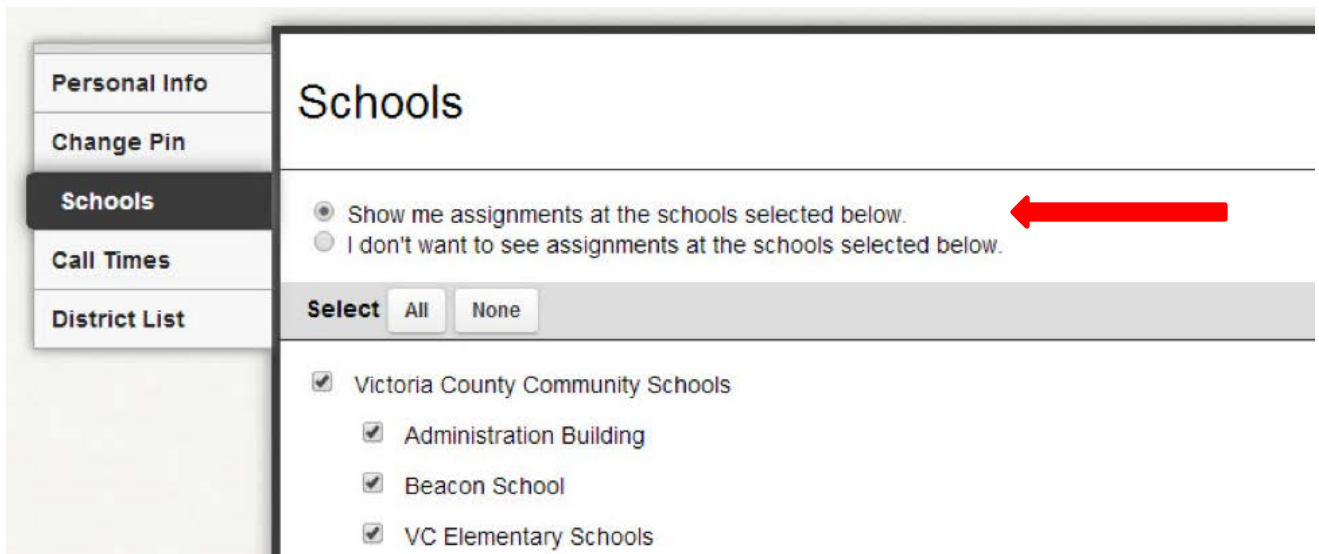 Personal Info
Change Pin
Schools
Call Times
District List
Schools
Show me assignments at the schools selected below.
I don't want to see assignments at the schools selected below.
Select All None
Victoria County Community Schools
Administration Building
Beacon School
VC Elementary Schools